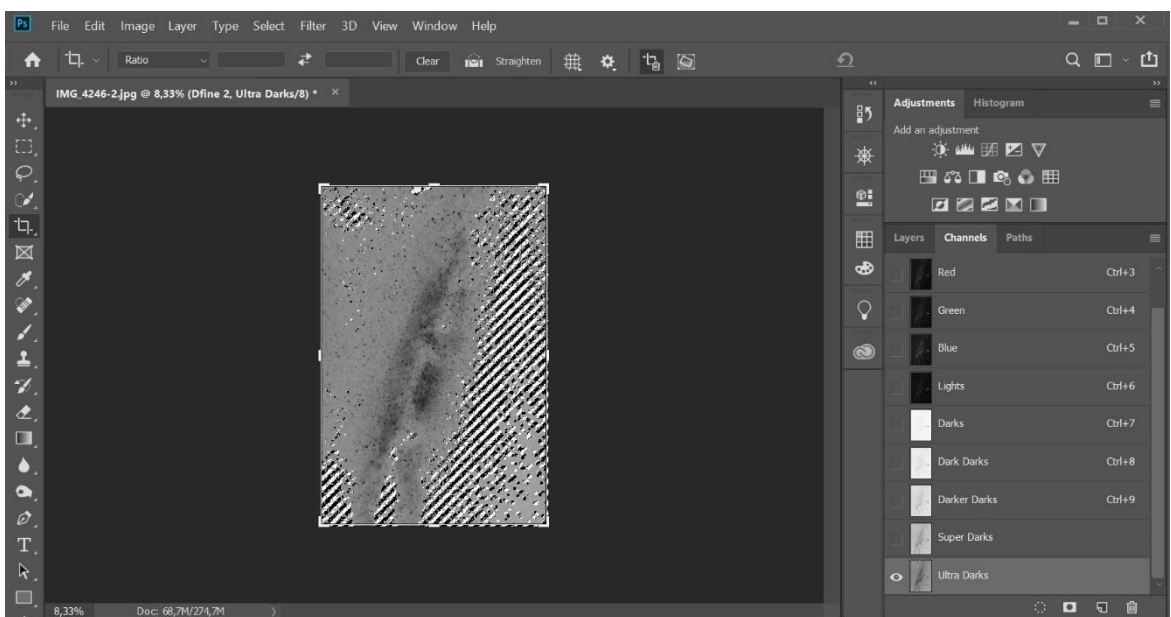 Ps File Edit Image Layer Type Select Filter 3D View Window Help
Ratio Clear Straighten
IMG_4246-2.jpg @ 8,33% (Dfine 2, Ultra Darks/8) *
Adjustments Histogram
Add an adjustment
Layers Channels Paths
Red Ctrl+3
Green Ctrl+4
Blue Ctrl+5
Lights Ctrl+6
Darks Ctrl+7
Dark Darks Ctrl+8
Darker Darks Ctrl+9
Super Darks
Ultra Darks
8,33% Doc: 68,7M/274,7M